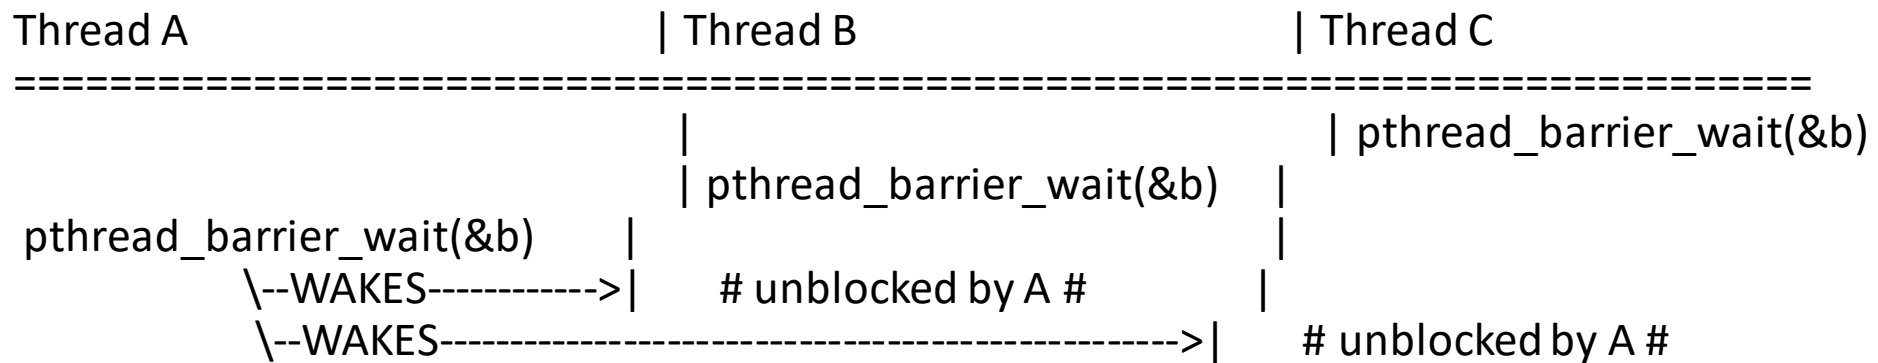 Thread A | Thread B | Thread C
===========================================================================
| | pthread_barrier_wait(&b)
| pthread_barrier_wait(&b) |
pthread_barrier_wait(&b) | |
\--WAKES------------>| # unblocked by A # |
\--WAKES---------------------------------------------------->| # unblocked by A #